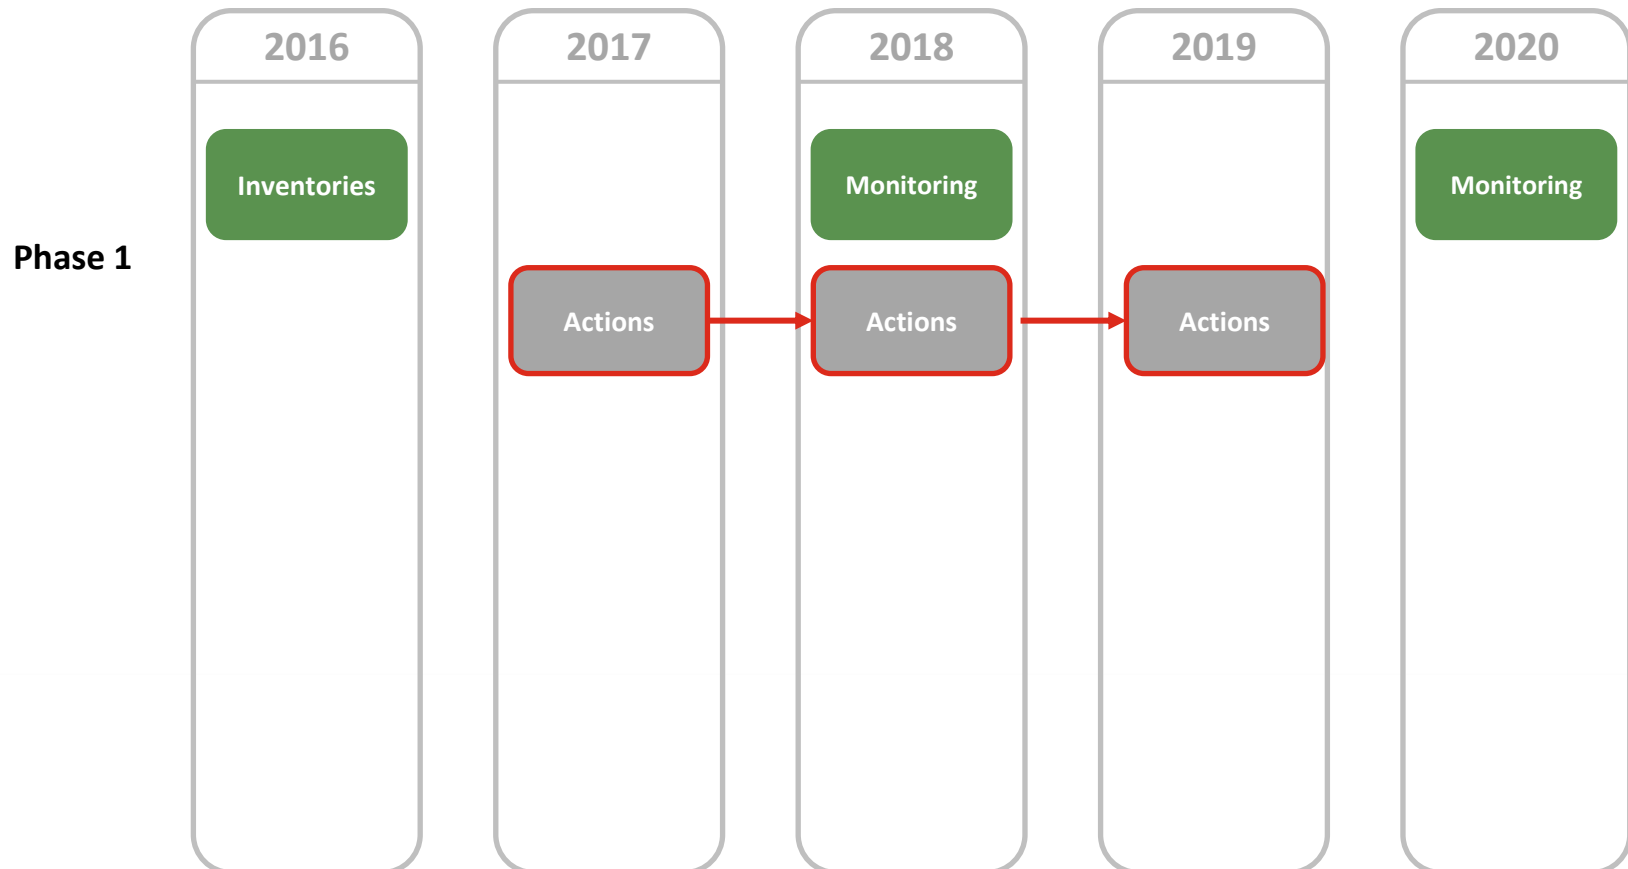 2016
2017
2018
2019
2020
Inventories
Monitoring
Monitoring
Phase 1
Actions
Actions
Actions